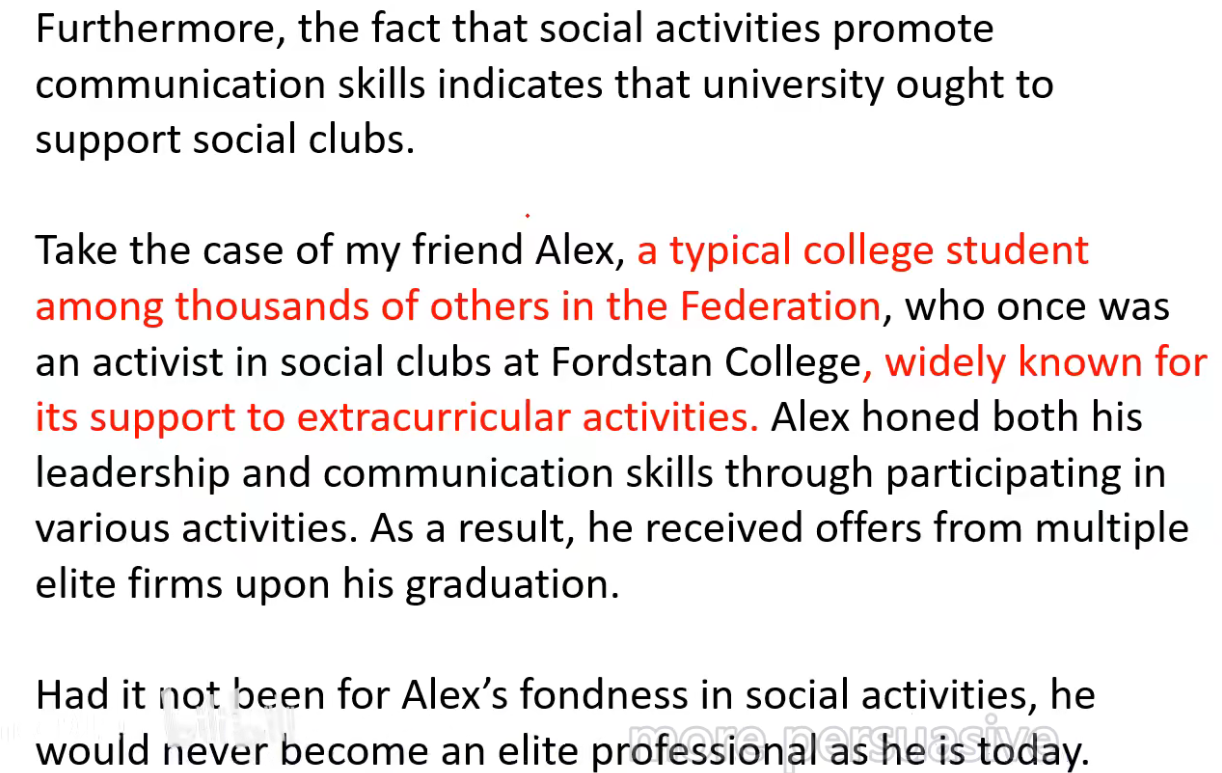 Furthermore, the fact that social activities promote
communication skills indicates that university ought to
support social clubs.
Take the case of my friend Alex, a typical college student
among thousands of others in the Federation, who once was
an activist in social clubs at Fordstan College, widely known for
its support to extracurricular activities. Alex honed both his
leadership and communication skills through participating in
various activities. As a result, he received offers from multiple
elite firms upon his graduation.
Had it not been for Alex's fondness in social activities, he
would never become an elite professional as he is today.
more persuasive
bilibili